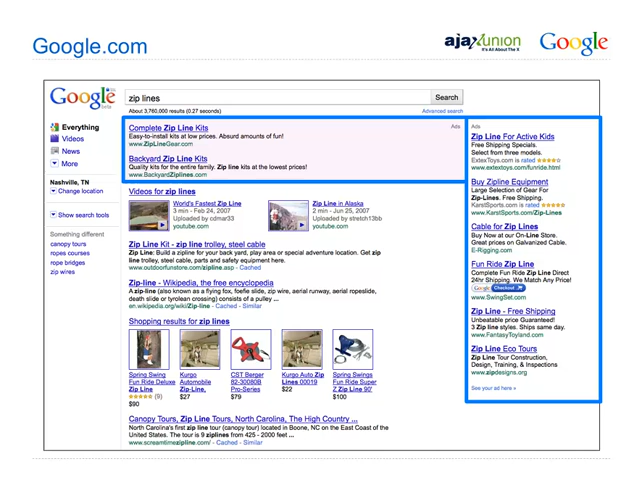 Google.com
ajax union
It's All About The X
Google
Google
zip lines
Search
About 3,760,000 results (0.27 seconds)
Advanced search
Everything
Videos
News
More
Nashville, TN
Change location
Show search tools
Something different
canopy tours
ropes courses
rope bridges
zip wires
Complete Zip Line Kits
Ads
Easy-to-install kits at low prices. Absurd amounts of fun!
www.ZipLineGear.com
Backyard Zip Line Kits
Quality kits for the entire family. Zip line kits at the lowest prices!
www.BackyardZiplines.com
Videos for zip lines
World's Fastest Zip Line
3 min - Feb 24, 2007
Uploaded by cdmar33
youtube.com
Zip Line in Alaska
2 min - Jun 25, 2007
Uploaded by stretch13bb
youtube.com
Zip Line Kit - zip line trolley, steel cable
Zip Line: Build a zipline for your back yard, play area or special adventure location. Get zip
line trolley, steel cable, parts and safety equipment here.
www.outdoorfunstore.com/zipline.asp - Cached
Zip-line - Wikipedia, the free encyclopedia
A zip-line (also known as a flying fox, foefie slide, zip wire, aerial runway, aerial ropeslide,
death slide or tyrolean crossing) consists of a pulley ...
en.wikipedia.org/wiki/Zip-line - Cached - Similar
Shopping results for zip lines
Spring Swing
Fun Ride Deluxe
Zip Line
(9)
$90
Kurgo
Automobile
Zip-Line,
$27
CST Berger
82-30080B
Pro-Series
$79
Kurgo Auto Zip
Lines 00019
$22
Spring Swings
Fun Ride Super
Z Zip Line 90'
$100
Canopy Tours, Zip Line Tours, North Carolina, The High Country ...
North Carolina's first zip line tour (canopy tour) located in Boone, NC on the East Coast of the
United States. The tour is 9 ziplines from 425 - 2000 feet ...
www.screamtimezipline.com/ - Cached - Similar
Ads
Zip Line For Active Kids
Free Shipping Specials.
Select from three models.
ExtexToys.com is rated
www.extextoys.com/funride.html
Buy Zipline Equipment
Large Selection of Gear For
Zip-Lines. Free Shipping.
KarstSports.com is rated
www.KarstSports.com/Zip-Lines
Cable for Zip Lines
Buy Now at our On-Line Store.
Great prices on Galvanized Cable.
E-Rigging.com
Fun Ride Zip Line
Complete Fun Ride Zip Line Direct
24hr Shipping. We Match Any Price!
Google Checkout
www.SwingSet.com
Zip Line - Free Shipping
Unbeatable price Guaranteed!
3 Zip line styles. Ships same day.
www.FantasyToyland.com
Zip Line Eco Tours
Zip Line Tour Construction,
Design, Training, & Inspections
www.zipdesigns.org
See your ad here »